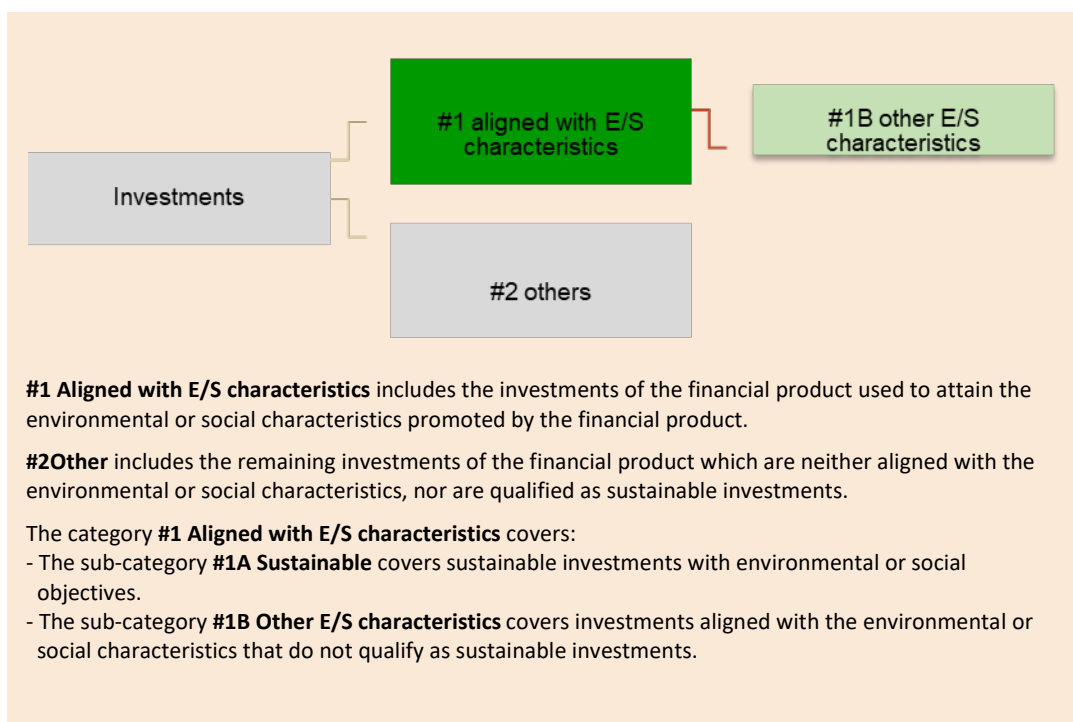 #1 aligned with E/S
characteristics
#1B other E/S
characteristics
Investments
#2 others
#1 Aligned with E/S characteristics includes the investments of the financial product used to attain the
environmental or social characteristics promoted by the financial product.
#2Other includes the remaining investments of the financial product which are neither aligned with the
environmental or social characteristics, nor are qualified as sustainable investments.
The category #1 Aligned with E/S characteristics covers:
- The sub-category #1A Sustainable covers sustainable investments with environmental or social
objectives.
- The sub-category #1B Other E/S characteristics covers investments aligned with the environmental or
social characteristics that do not qualify as sustainable investments.